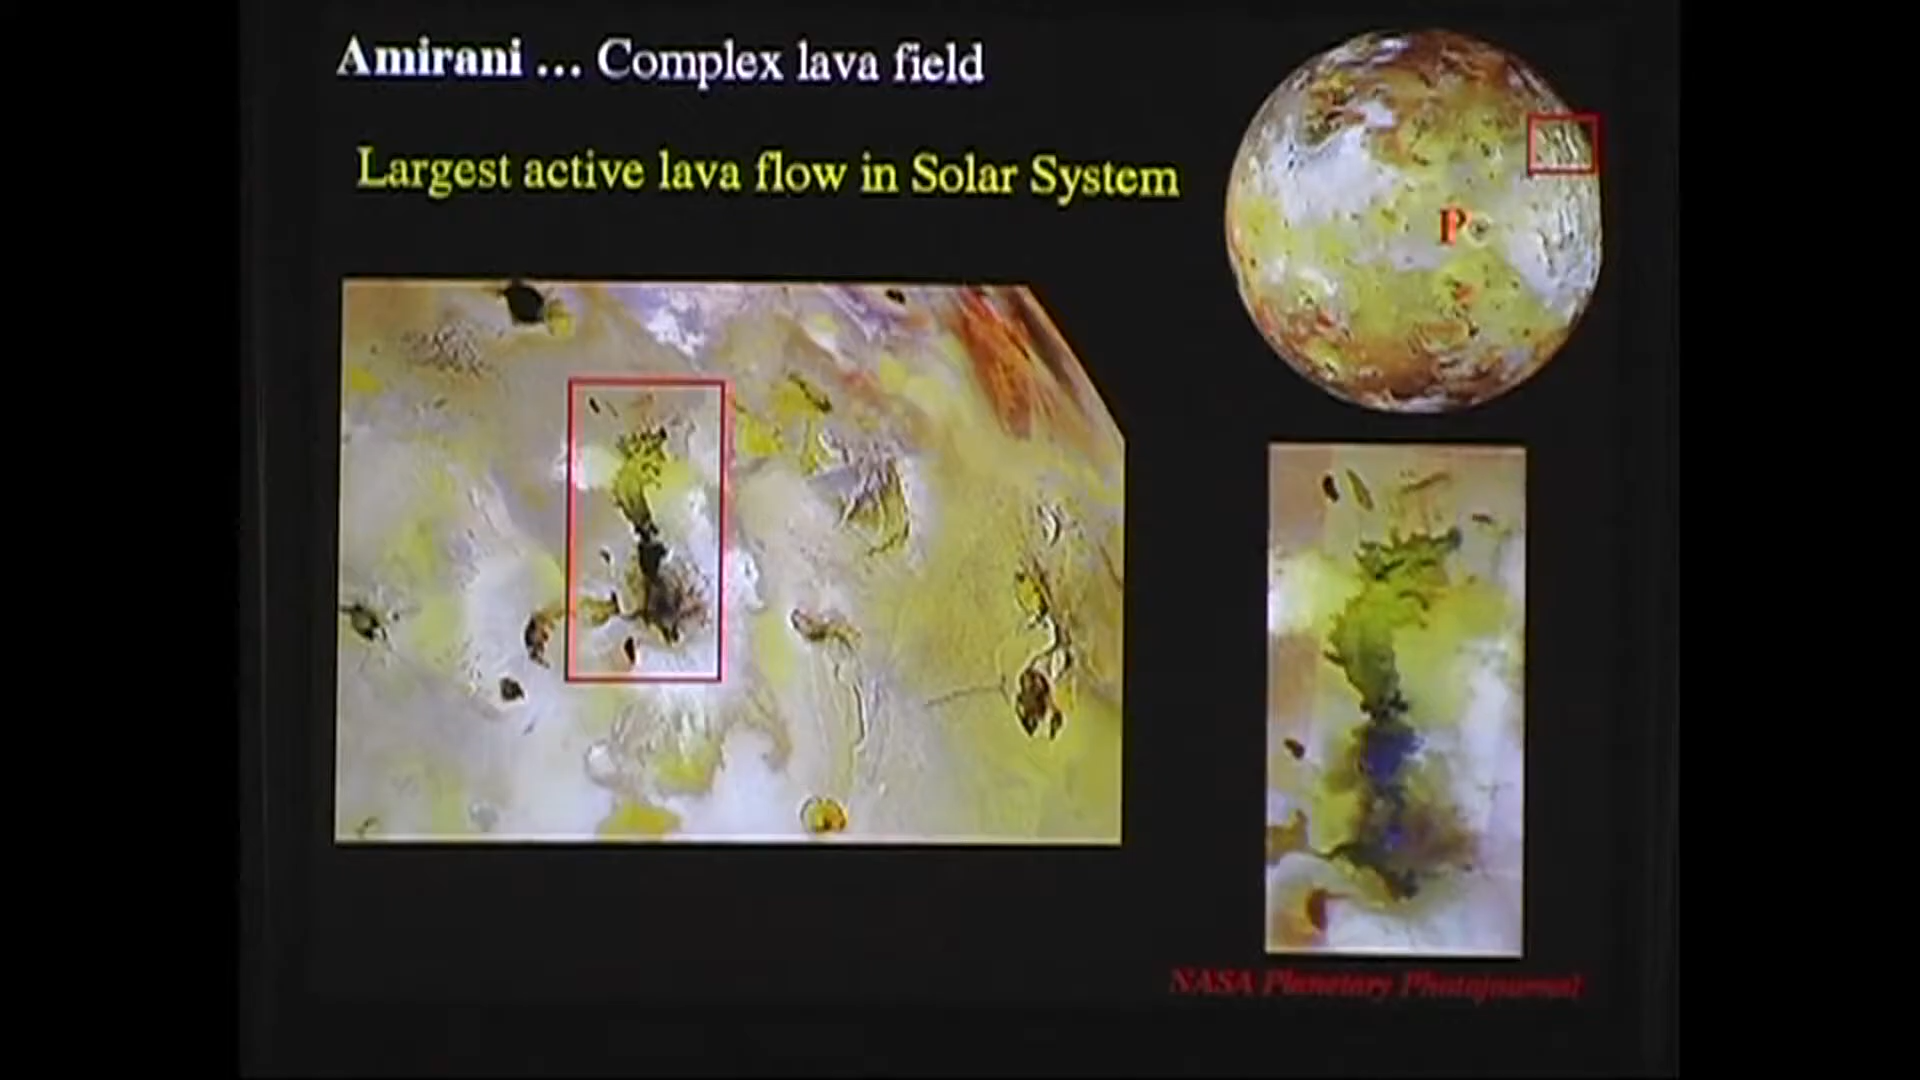 Amirani ... Complex lava field
Largest active lava flow in Solar System
P
NASA Planetary Photojournal